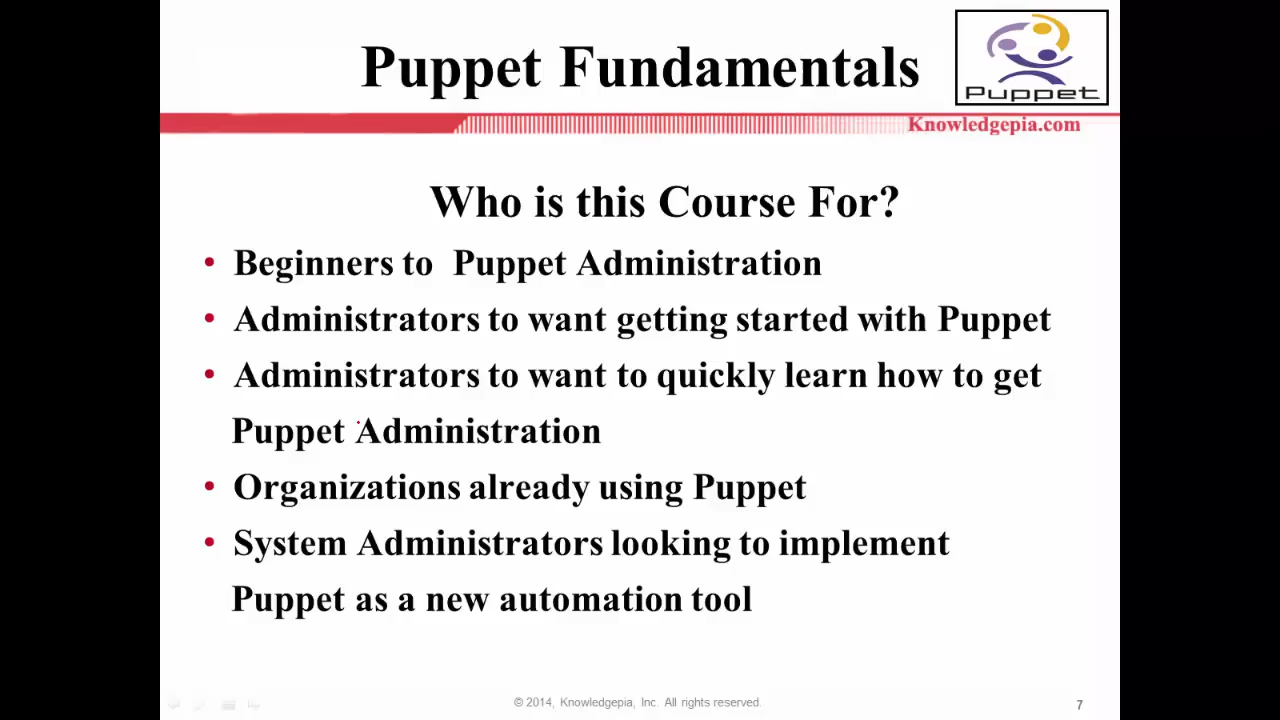 Puppet Fundamentals
Puppet
Knowledgepia.com
Who is this Course For?
• Beginners to  Puppet Administration
• Administrators to want getting started with Puppet
• Administrators to want to quickly learn how to get
Puppet Administration
• Organizations already using Puppet
• System Administrators looking to implement
Puppet as a new automation tool
© 2014, Knowledgepia, Inc. All rights reserved.
7